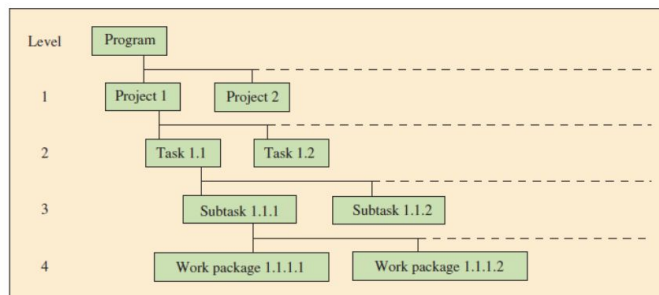 Level
Program
1
Project 1
Project 2
2
Task 1.1
Task 1.2
3
Subtask 1.1.1
Subtask 1.1.2
4
Work package 1.1.1.1
Work package 1.1.1.2